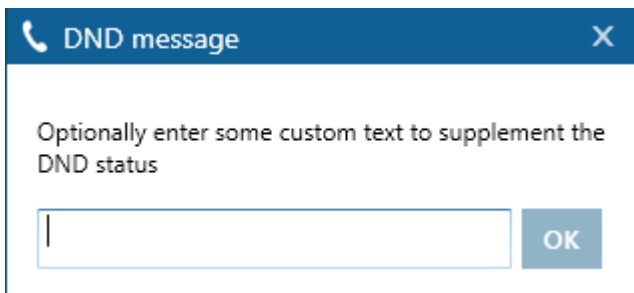 DND message
Optionally enter some custom text to supplement the
DND status
OK